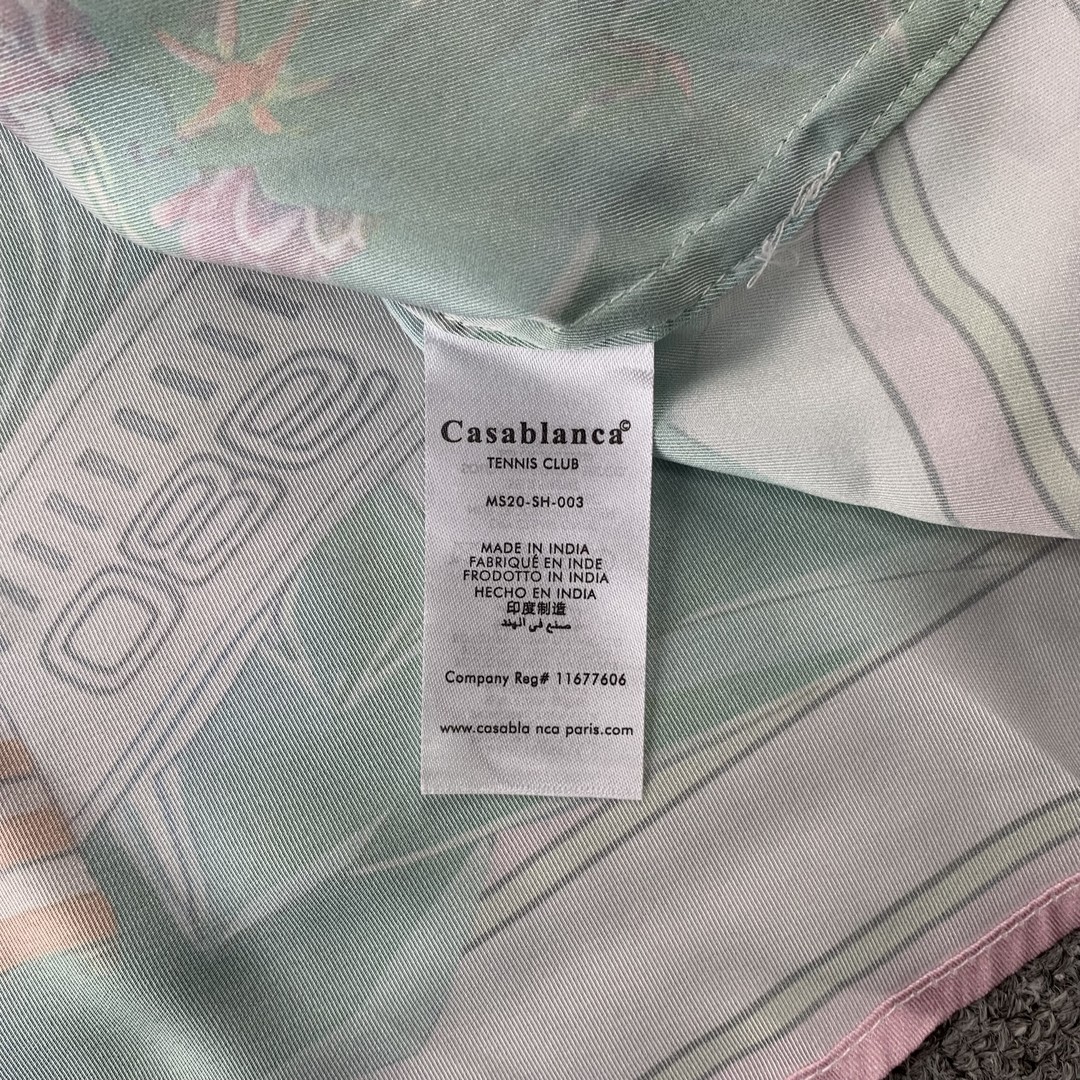 Casablanca©
TENNIS CLUB
MS20-SH-003
MADE IN INDIA
FABRIQUÉ EN INDE
FRODOTTO IN INDIA
HECHO EN INDIA
印度制造
صنع في الهند
Company Reg# 11677606
www.casabla nca paris.com